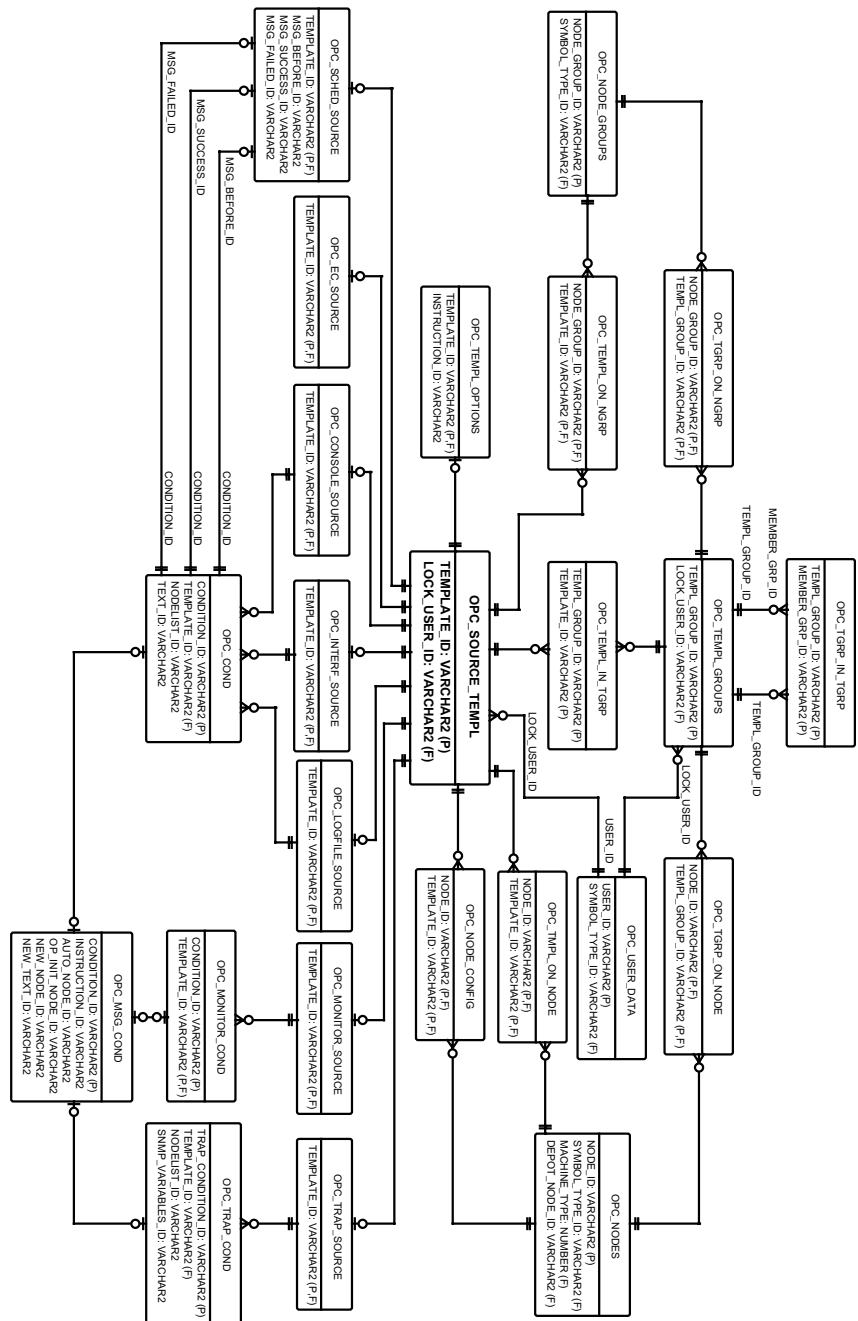 OPC_TGRP_IN_TGRP
TEMPL_GROUP_ID: VARCHAR2 (P)
MEMBER_GRP_ID: VARCHAR2 (P)
MEMBER_GRP_ID
TEMPL_GROUP_ID
TEMPL_GROUP_ID
OPC_TGRP_ON_NGRP
NODE_GROUP_ID: VARCHAR2 (P,F)
TEMPL_GROUP_ID: VARCHAR2 (P,F)
OPC_TEMPL_GROUPS
TEMPL_GROUP_ID: VARCHAR2 (P)
LOCK_USER_ID: VARCHAR2 (F)
LOCK_USER_ID
OPC_TGRP_ON_NODE
NODE_ID: VARCHAR2 (P,F)
TEMPL_GROUP_ID: VARCHAR2 (P,F)
OPC_NODE_GROUPS
NODE_GROUP_ID: VARCHAR2 (P)
SYMBOL_TYPE_ID: VARCHAR2 (F)
OPC_TEMPL_ON_NGRP
NODE_GROUP_ID: VARCHAR2 (P,F)
TEMPLATE_ID: VARCHAR2 (P,F)
OPC_TEMPL_IN_TGRP
TEMPL_GROUP_ID: VARCHAR2 (P)
TEMPLATE_ID: VARCHAR2 (P)
USER_ID
LOCK_USER_ID
OPC_USER_DATA
USER_ID: VARCHAR2 (P)
SYMBOL_TYPE_ID: VARCHAR2 (F)
OPC_NODES
NODE_ID: VARCHAR2 (P)
SYMBOL_TYPE_ID: VARCHAR2 (F)
MACHINE_TYPE: NUMBER (F)
DEPOT_NODE_ID: VARCHAR2 (F)
OPC_TMPL_ON_NODE
NODE_ID: VARCHAR2 (P,F)
TEMPLATE_ID: VARCHAR2 (P,F)
OPC_TEMPL_OPTIONS
TEMPLATE_ID: VARCHAR2 (P,F)
INSTRUCTION_ID: VARCHAR2
OPC_SOURCE_TEMPL
TEMPLATE_ID: VARCHAR2 (P)
LOCK_USER_ID: VARCHAR2 (F)
OPC_NODE_CONFIG
NODE_ID: VARCHAR2 (P,F)
TEMPLATE_ID: VARCHAR2 (P,F)
OPC_SCHED_SOURCE
TEMPLATE_ID: VARCHAR2 (P,F)
MSG_BEFORE_ID: VARCHAR2
MSG_SUCCESS_ID: VARCHAR2
MSG_FAILED_ID: VARCHAR2
OPC_EC_SOURCE
TEMPLATE_ID: VARCHAR2 (P,F)
OPC_CONSOLE_SOURCE
TEMPLATE_ID: VARCHAR2 (P,F)
OPC_INTERF_SOURCE
TEMPLATE_ID: VARCHAR2 (P,F)
OPC_LOGFILE_SOURCE
TEMPLATE_ID: VARCHAR2 (P,F)
OPC_MONITOR_SOURCE
TEMPLATE_ID: VARCHAR2 (P,F)
OPC_TRAP_SOURCE
TEMPLATE_ID: VARCHAR2 (P,F)
MSG_BEFORE_ID
CONDITION_ID
MSG_SUCCESS_ID
CONDITION_ID
MSG_FAILED_ID
CONDITION_ID
OPC_COND
CONDITION_ID: VARCHAR2 (P)
TEMPLATE_ID: VARCHAR2 (F)
NODELIST_ID: VARCHAR2
TEXT_ID: VARCHAR2
OPC_MONITOR_COND
CONDITION_ID: VARCHAR2 (P)
TEMPLATE_ID: VARCHAR2 (P,F)
OPC_TRAP_COND
TRAP_CONDITION_ID: VARCHAR2 (P)
TEMPLATE_ID: VARCHAR2 (F)
NODELIST_ID: VARCHAR2
SNMP_VARIABLES_ID: VARCHAR2
OPC_MSG_COND
CONDITION_ID: VARCHAR2 (P)
INSTRUCTION_ID: VARCHAR2
AUTO_NODE_ID: VARCHAR2
OP_INIT_NODE_ID: VARCHAR2
NEW_NODE_ID: VARCHAR2
NEW_TEXT_ID: VARCHAR2